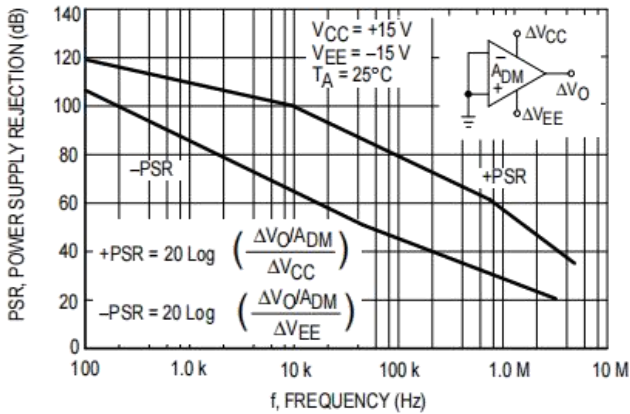 PSR, POWER SUPPLY REJECTION (dB)
140
120
100
80
60
40
20
0
VCC = +15 V
VEE = –15 V
TA = 25°C
ΔVCC
–
ADM
+
ΔVO
ΔVEE
–PSR
+PSR
+PSR = 20 Log (ΔVO/ADM / ΔVCC)
–PSR = 20 Log (ΔVO/ADM / ΔVEE)
100 1.0 k 10 k 100 k 1.0 M 10 M
f, FREQUENCY (Hz)